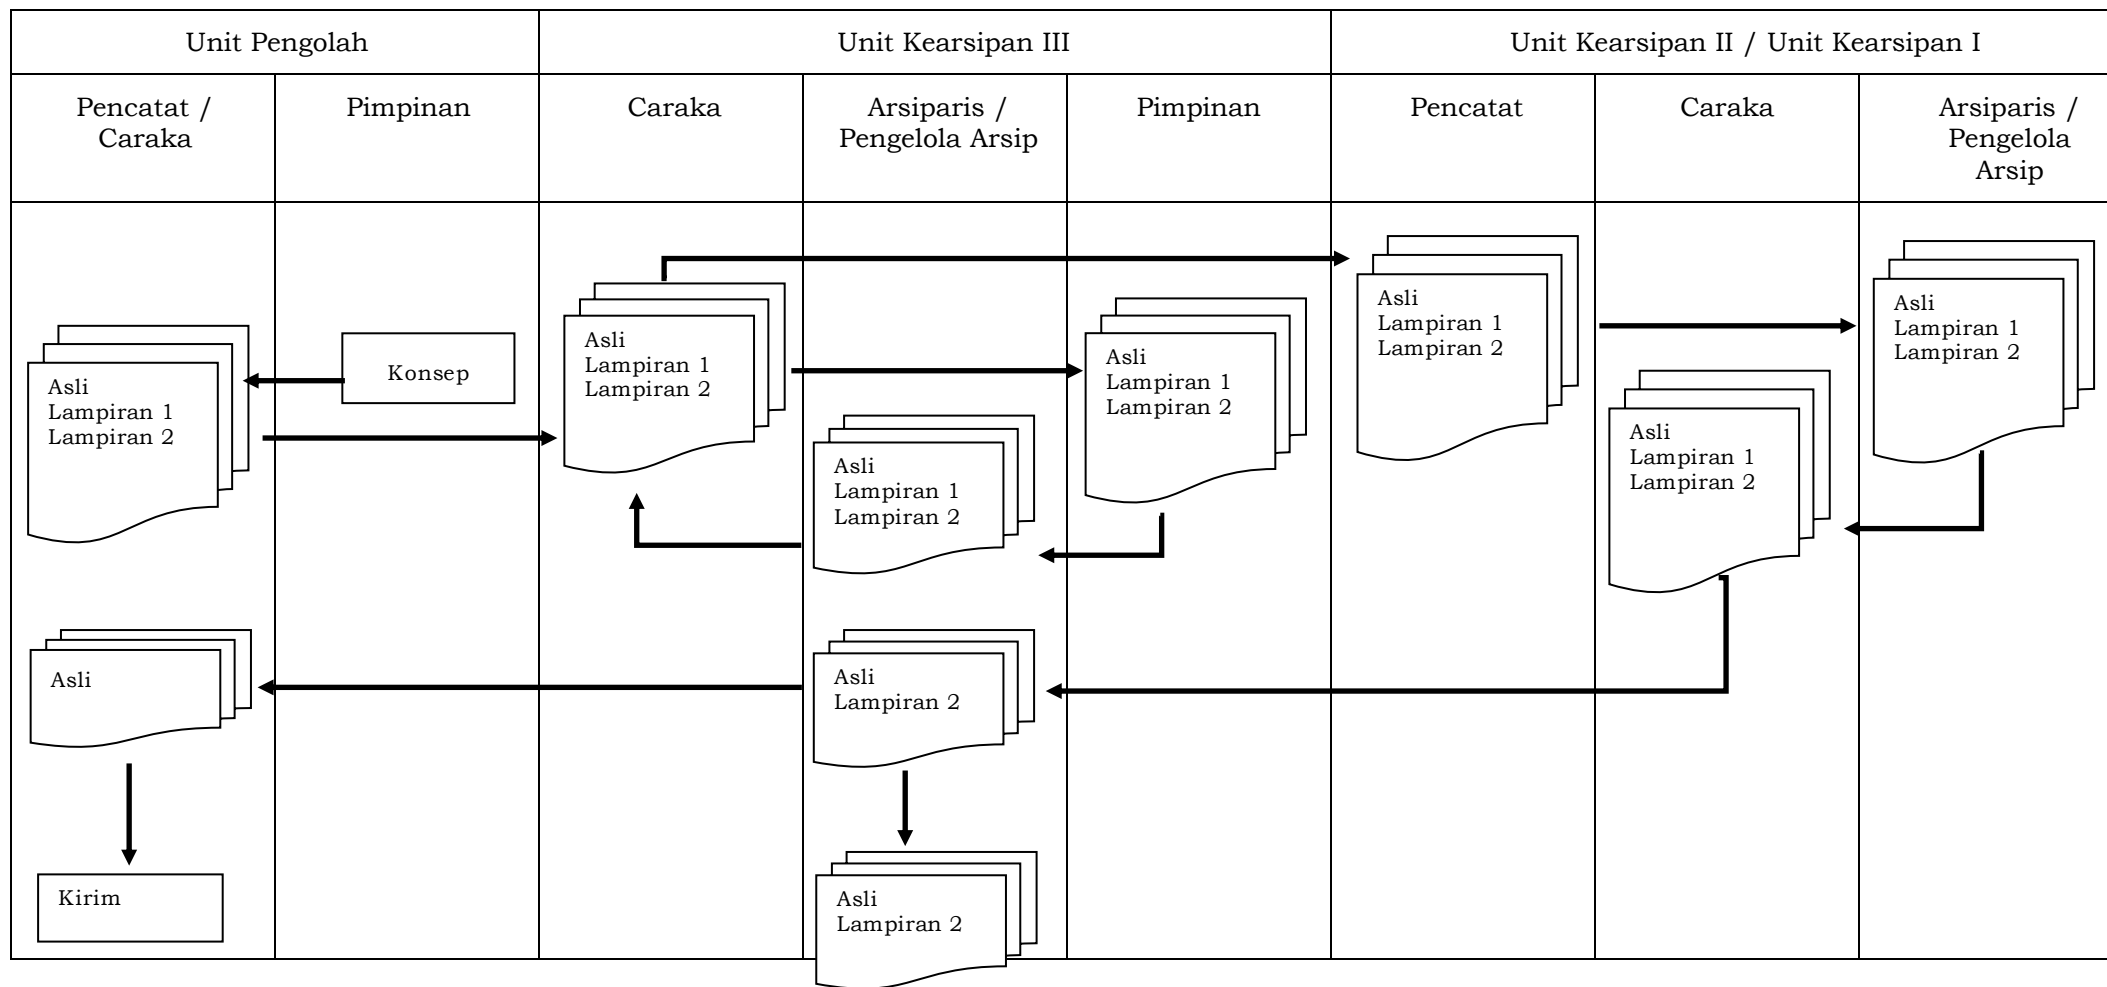 Unit Pengolah
Unit Kearsipan III
Unit Kearsipan II / Unit Kearsipan I
Pencatat /
Caraka
Pimpinan
Caraka
Arsiparis /
Pengelola Arsip
Pimpinan
Pencatat
Caraka
Arsiparis /
Pengelola
Arsip
Asli
Lampiran 1
Lampiran 2
Konsep
Asli
Lampiran 1
Lampiran 2
Asli
Lampiran 1
Lampiran 2
Asli
Lampiran 1
Lampiran 2
Asli
Lampiran 1
Lampiran 2
Asli
Lampiran 1
Lampiran 2
Asli
Lampiran 1
Lampiran 2
Asli
Asli
Lampiran 2
Kirim
Asli
Lampiran 2